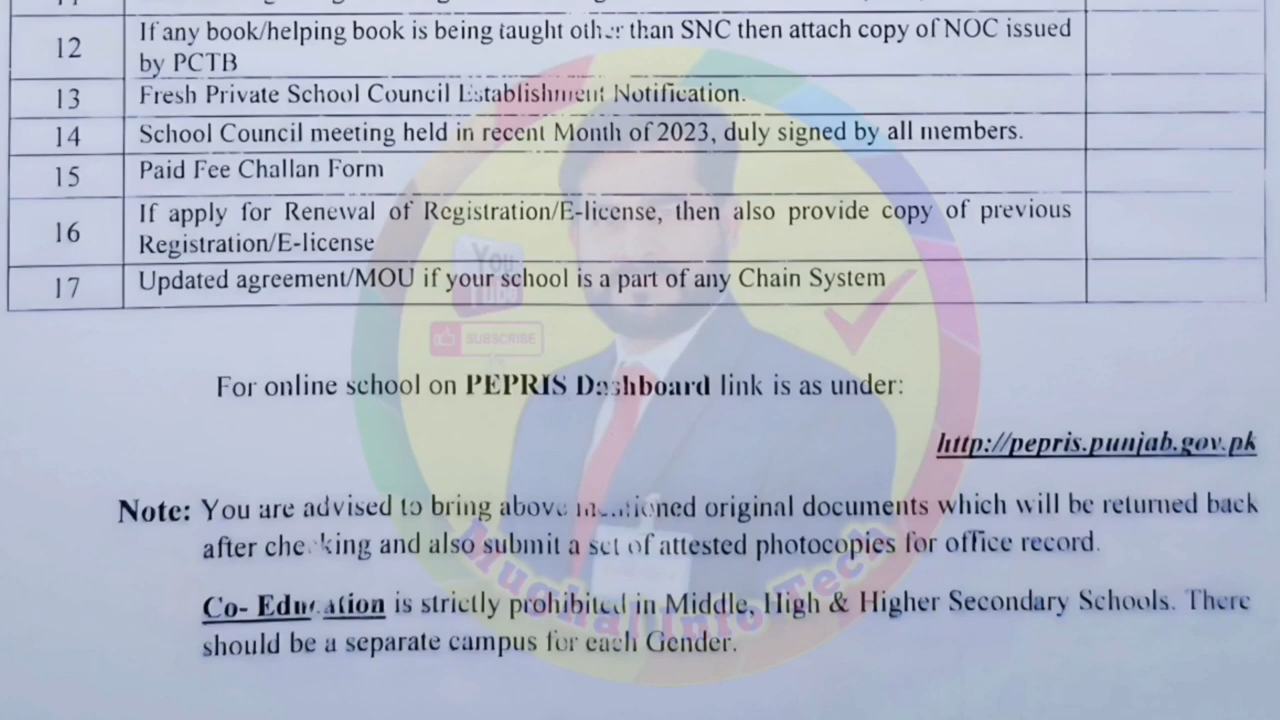 12
If any book/helping book is being taught other than SNC then attach copy of NOC issued
by PCTB
13
Fresh Private School Council Establishment Notification.
14
School Council meeting held in recent Month of 2023, duly signed by all members.
15
Paid Fee Challan Form
16
If apply for Renewal of Registration/E-license, then also provide copy of previous
Registration/E-license
17
Updated agreement/MOU if your school is a part of any Chain System
You
Tube
SUBSCRIBE
For online school on PEPRIS Dashboard link is as under:
http://pepris.punjab.gov.pk
Note: You are advised to bring above mentioned original documents which will be returned back
after checking and also submit a set of attested photocopies for office record.
Co- Education is strictly prohibited in Middle, High & Higher Secondary Schools. There
should be a separate campus for each Gender.
Mughal Info Tech